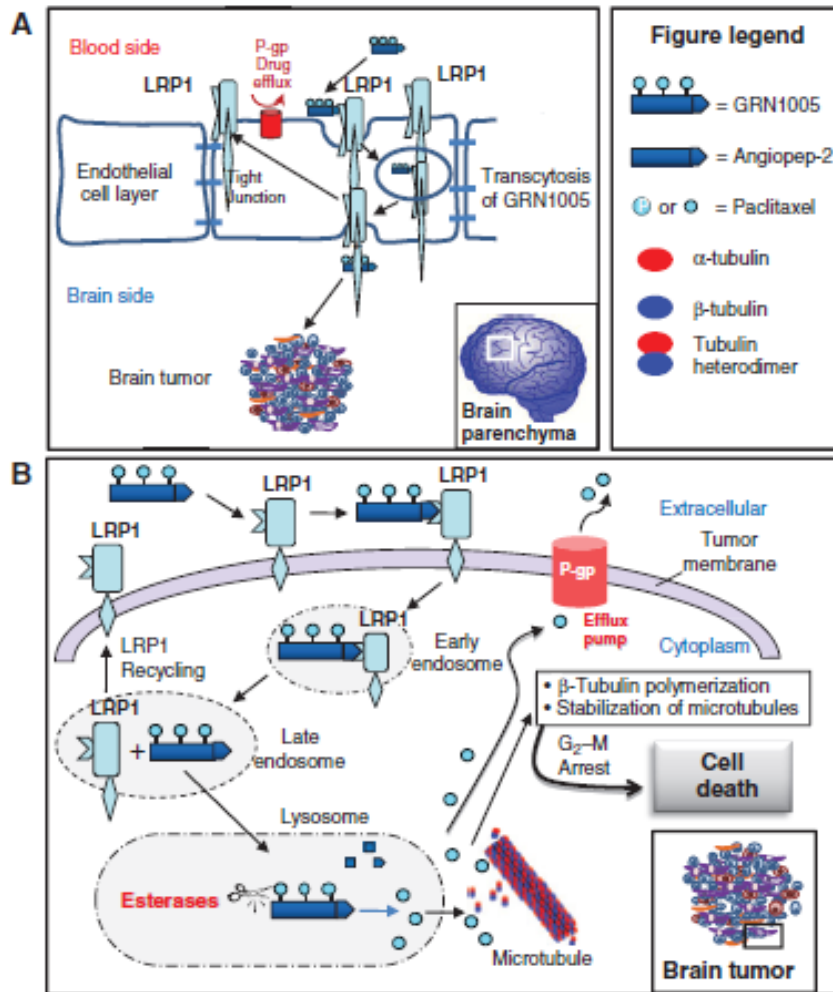 A
Blood side
P-gp
Drug
efflux
LRP1
LRP1
LRP1
Endothelial
cell layer
Tight
Junction
Transcytosis
of GRN1005
Brain side
Brain tumor
Brain
parenchyma
Figure legend
= GRN1005
= Angiopep-2
or
= Paclitaxel
α-tubulin
β-tubulin
Tubulin
heterodimer
B
LRP1
LRP1
LRP1
Extracellular
Tumor
membrane
P-gp
Efflux
pump
Cytoplasm
LRP1
Early
endosome
LRP1
Recycling
LRP1
+
Late
endosome
• β-Tubulin polymerization
• Stabilization of microtubules
G₂–M
Arrest
Cell
death
Lysosome
Esterases
Microtubule
Brain tumor